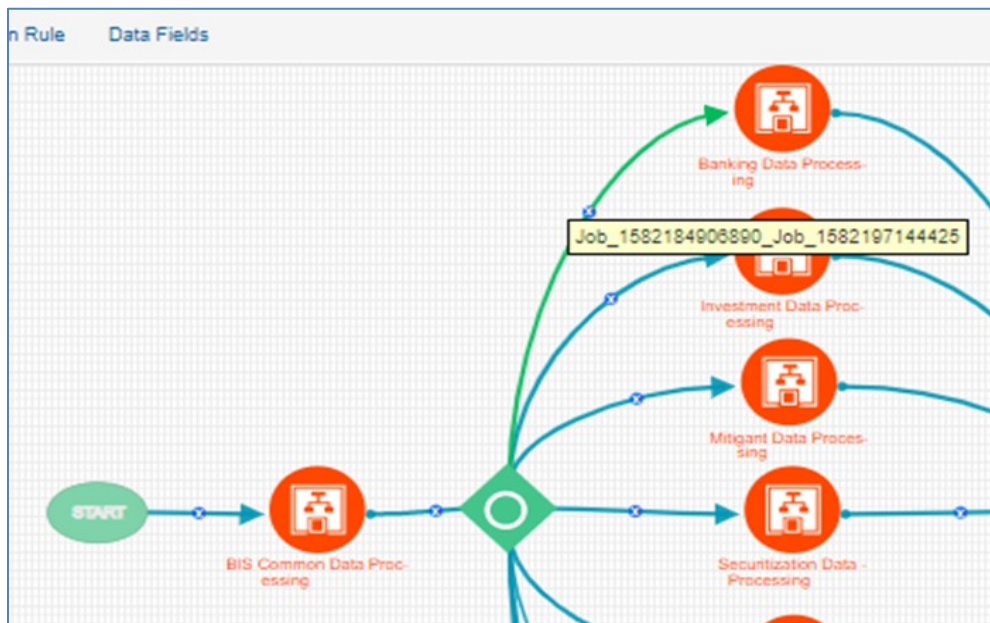 n Rule Data Fields
Banking Data Process-
ing
Job_1582184906890_Job_1582197144425
Investment Data Proc-
essing
Mitigant Data Proces-
sing
START
BIS Common Data Proc-
essing
Securitization Data -
Processing